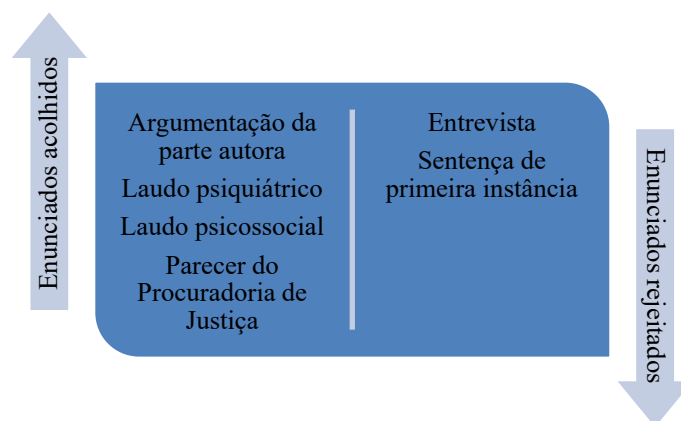 Enunciados acolhidos
Argumentação da
parte autora
Laudo psiquiátrico
Laudo psicossocial
Parecer do
Procuradoria de
Justiça
Entrevista
Sentença de
primeira instância
Enunciados rejeitados